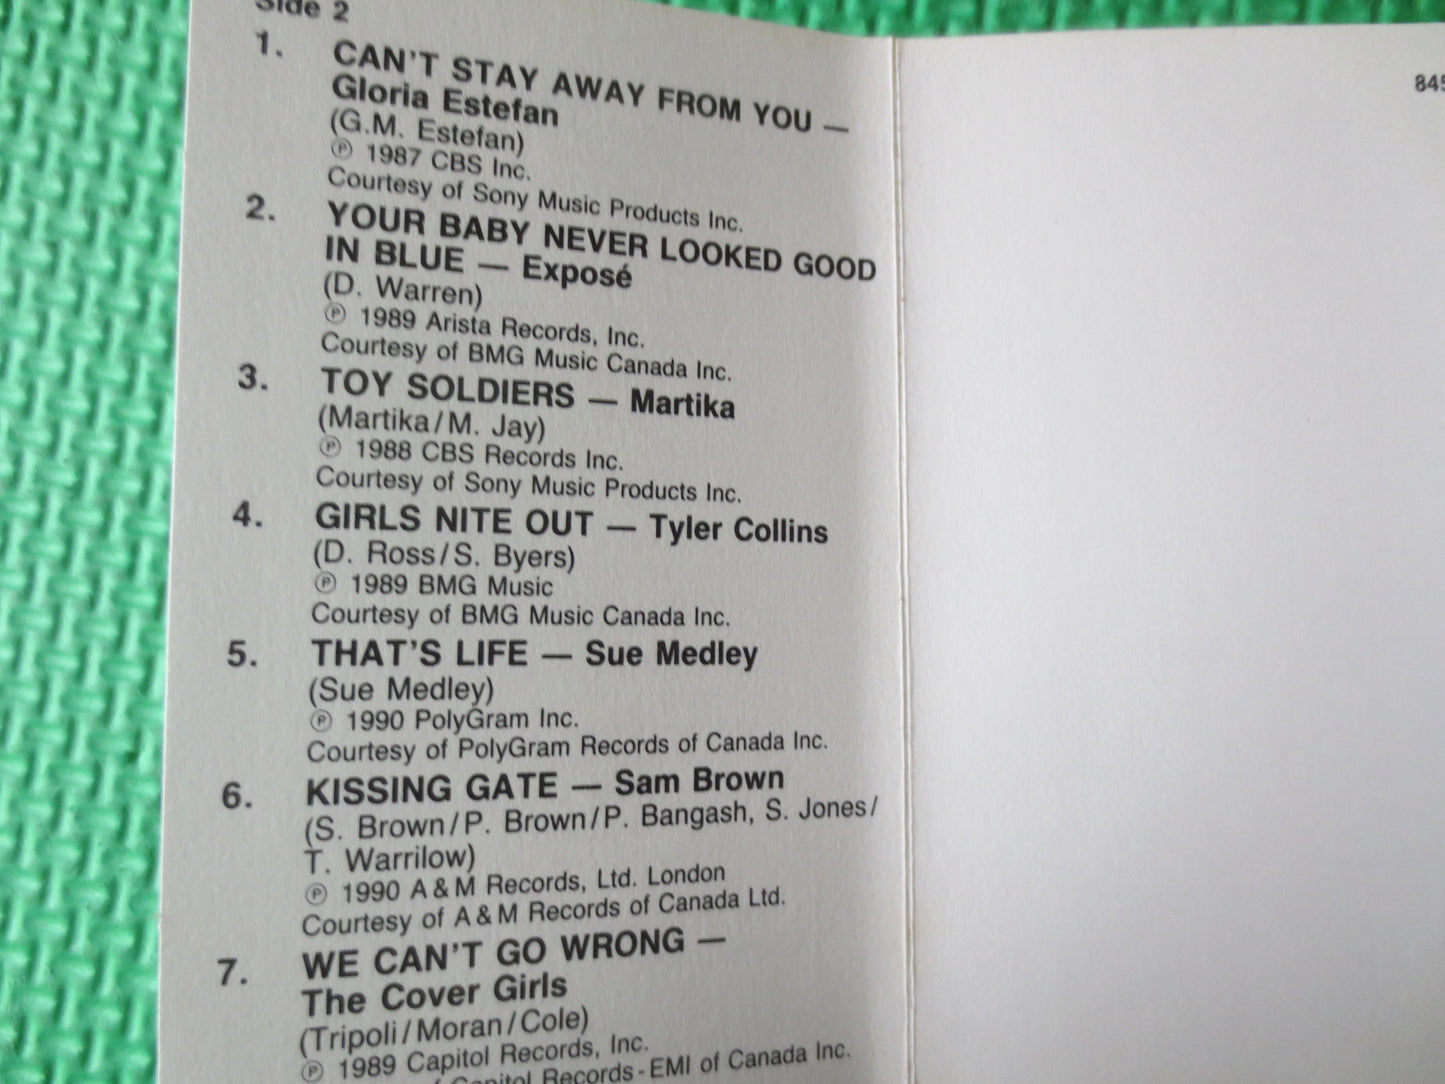 Side 2
1. CAN'T STAY AWAY FROM YOU —
Gloria Estefan
(G.M. Estefan)
℗ 1987 CBS Inc.
Courtesy of Sony Music Products Inc.
2. YOUR BABY NEVER LOOKED GOOD
IN BLUE — Exposé
(D. Warren)
℗ 1989 Arista Records, Inc.
Courtesy of BMG Music Canada Inc.
3. TOY SOLDIERS — Martika
(Martika/M. Jay)
℗ 1988 CBS Records Inc.
Courtesy of Sony Music Products Inc.
4. GIRLS NITE OUT — Tyler Collins
(D. Ross/S. Byers)
℗ 1989 BMG Music
Courtesy of BMG Music Canada Inc.
5. THAT'S LIFE — Sue Medley
(Sue Medley)
℗ 1990 PolyGram Inc.
Courtesy of PolyGram Records of Canada Inc.
6. KISSING GATE — Sam Brown
(S. Brown/P. Brown/P. Bangash, S. Jones/
T. Warrilow)
℗ 1990 A&M Records, Ltd. London
Courtesy of A&M Records of Canada Ltd.
7. WE CAN'T GO WRONG —
The Cover Girls
(Tripoli/Moran/Cole)
℗ 1989 Capitol Records, Inc.
of Capitol Records-EMI of Canada Inc.
845